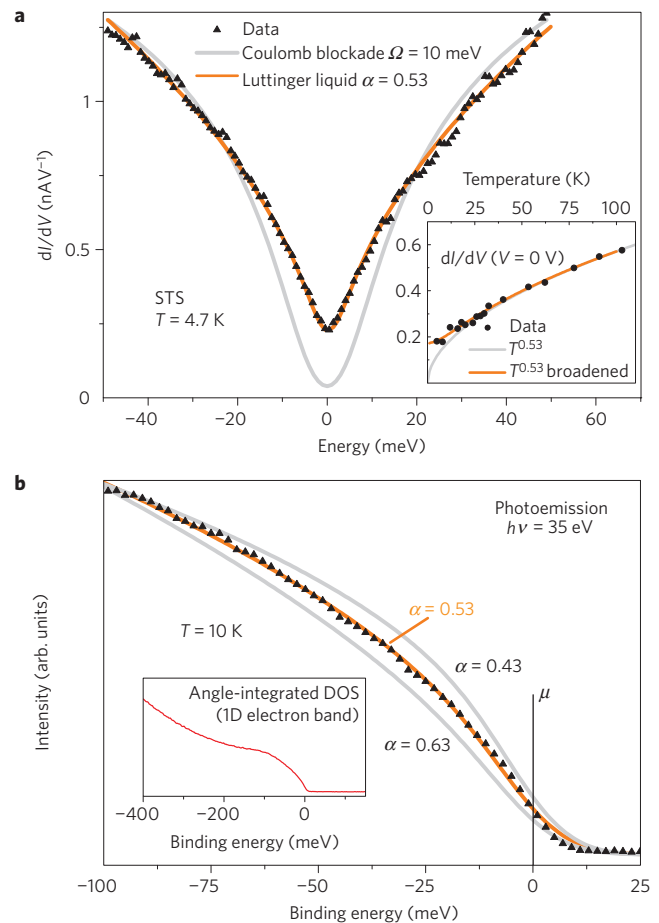 a
Data
Coulomb blockade Ω = 10 meV
Luttinger liquid α = 0.53
1
0.5
0
dI/dV (nAV⁻¹)
STS
T = 4.7 K
−40
−20
0
20
40
60
Energy (meV)
Temperature (K)
0
50
100
0.6
0.4
0.2
dI/dV (V = 0 V)
Data
T^0.53
T^0.53 broadened
b
Photoemission
hν = 35 eV
α = 0.53
T = 10 K
α = 0.43
μ
α = 0.63
Intensity (arb. units)
Angle-integrated DOS
(1D electron band)
−400
−200
0
Binding energy (meV)
−100
−75
−50
−25
0
25
Binding energy (meV)